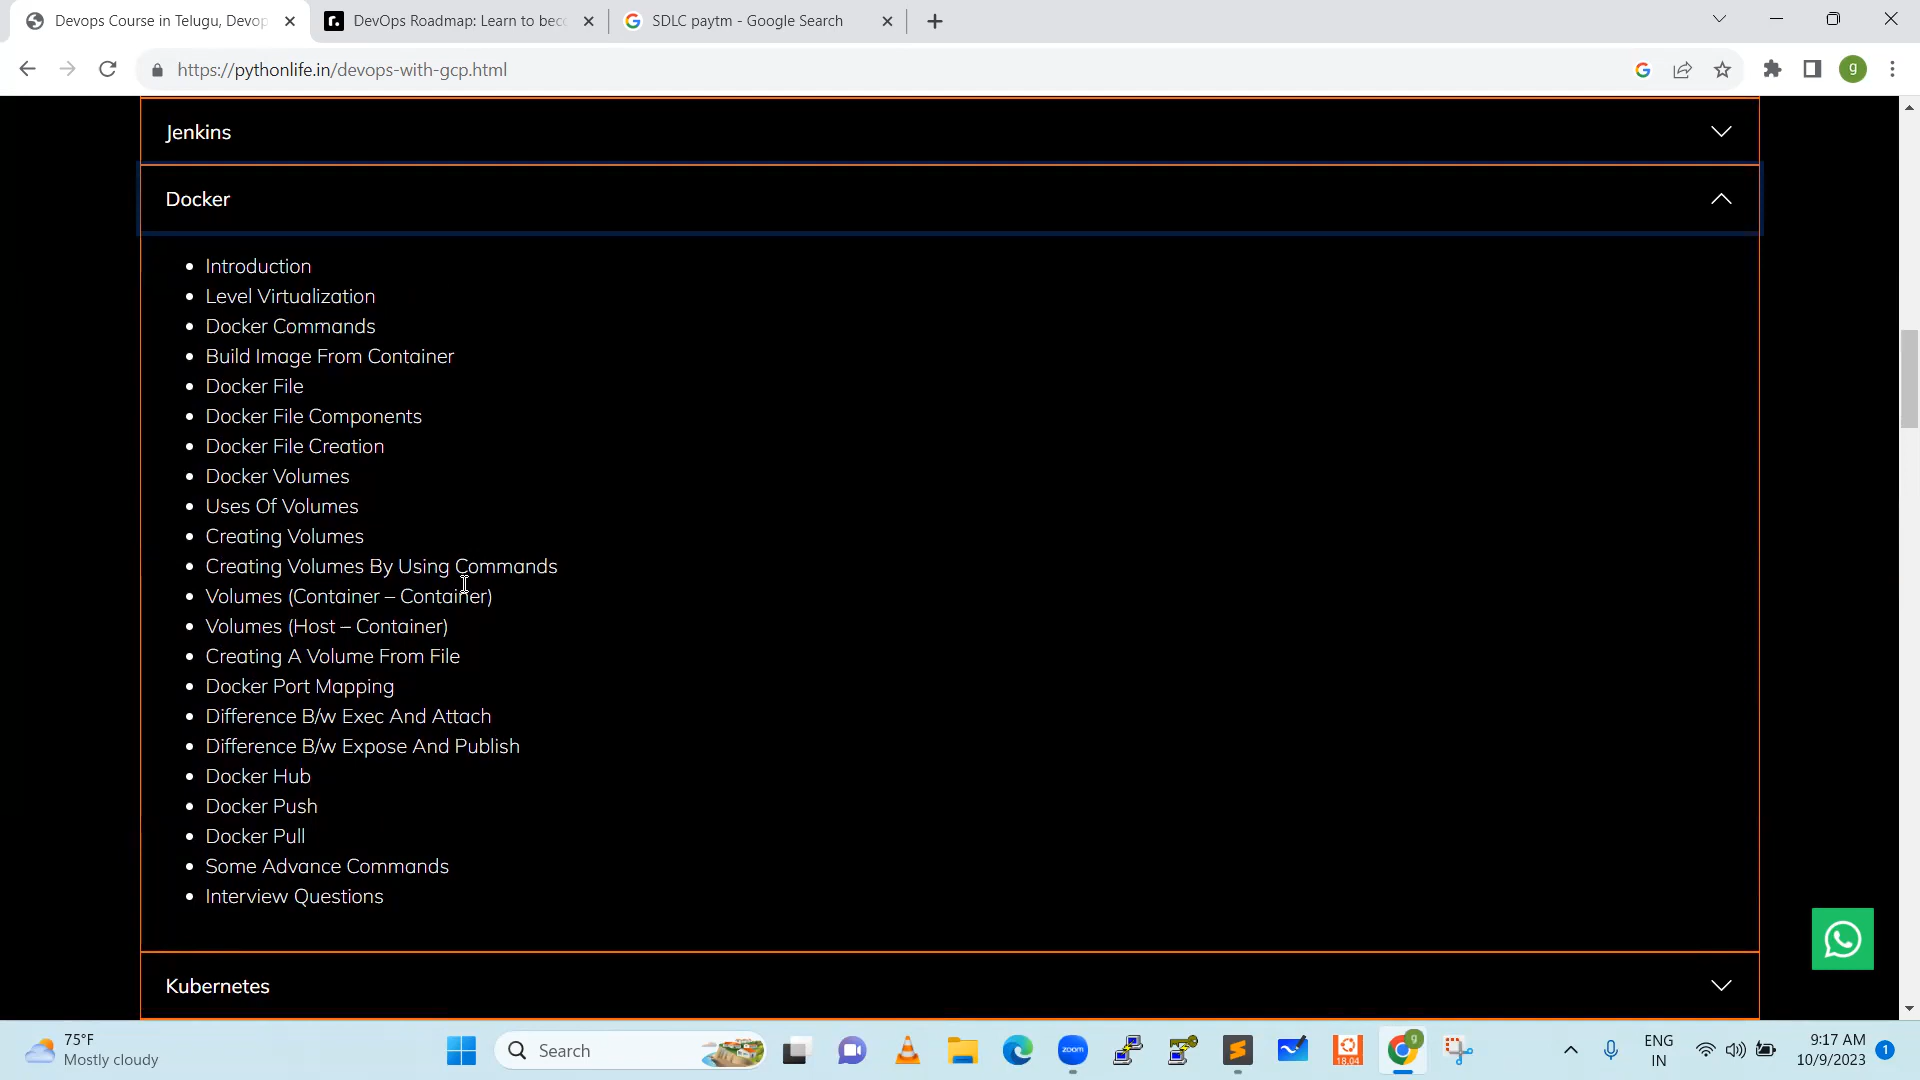 Devops Course in Telugu, Devop
DevOps Roadmap: Learn to bec
SDLC paytm - Google Search
https://pythonlife.in/devops-with-gcp.html
g
Jenkins
Docker
Introduction
Level Virtualization
Docker Commands
Build Image From Container
Docker File
Docker File Components
Docker File Creation
Docker Volumes
Uses Of Volumes
Creating Volumes
Creating Volumes By Using Commands
Volumes (Container – Container)
Volumes (Host – Container)
Creating A Volume From File
Docker Port Mapping
Difference B/w Exec And Attach
Difference B/w Expose And Publish
Docker Hub
Docker Push
Docker Pull
Some Advance Commands
Interview Questions
Kubernetes
75°F
Mostly cloudy
Search
zoom
18.04
g
ENG
IN
9:17 AM
10/9/2023
1